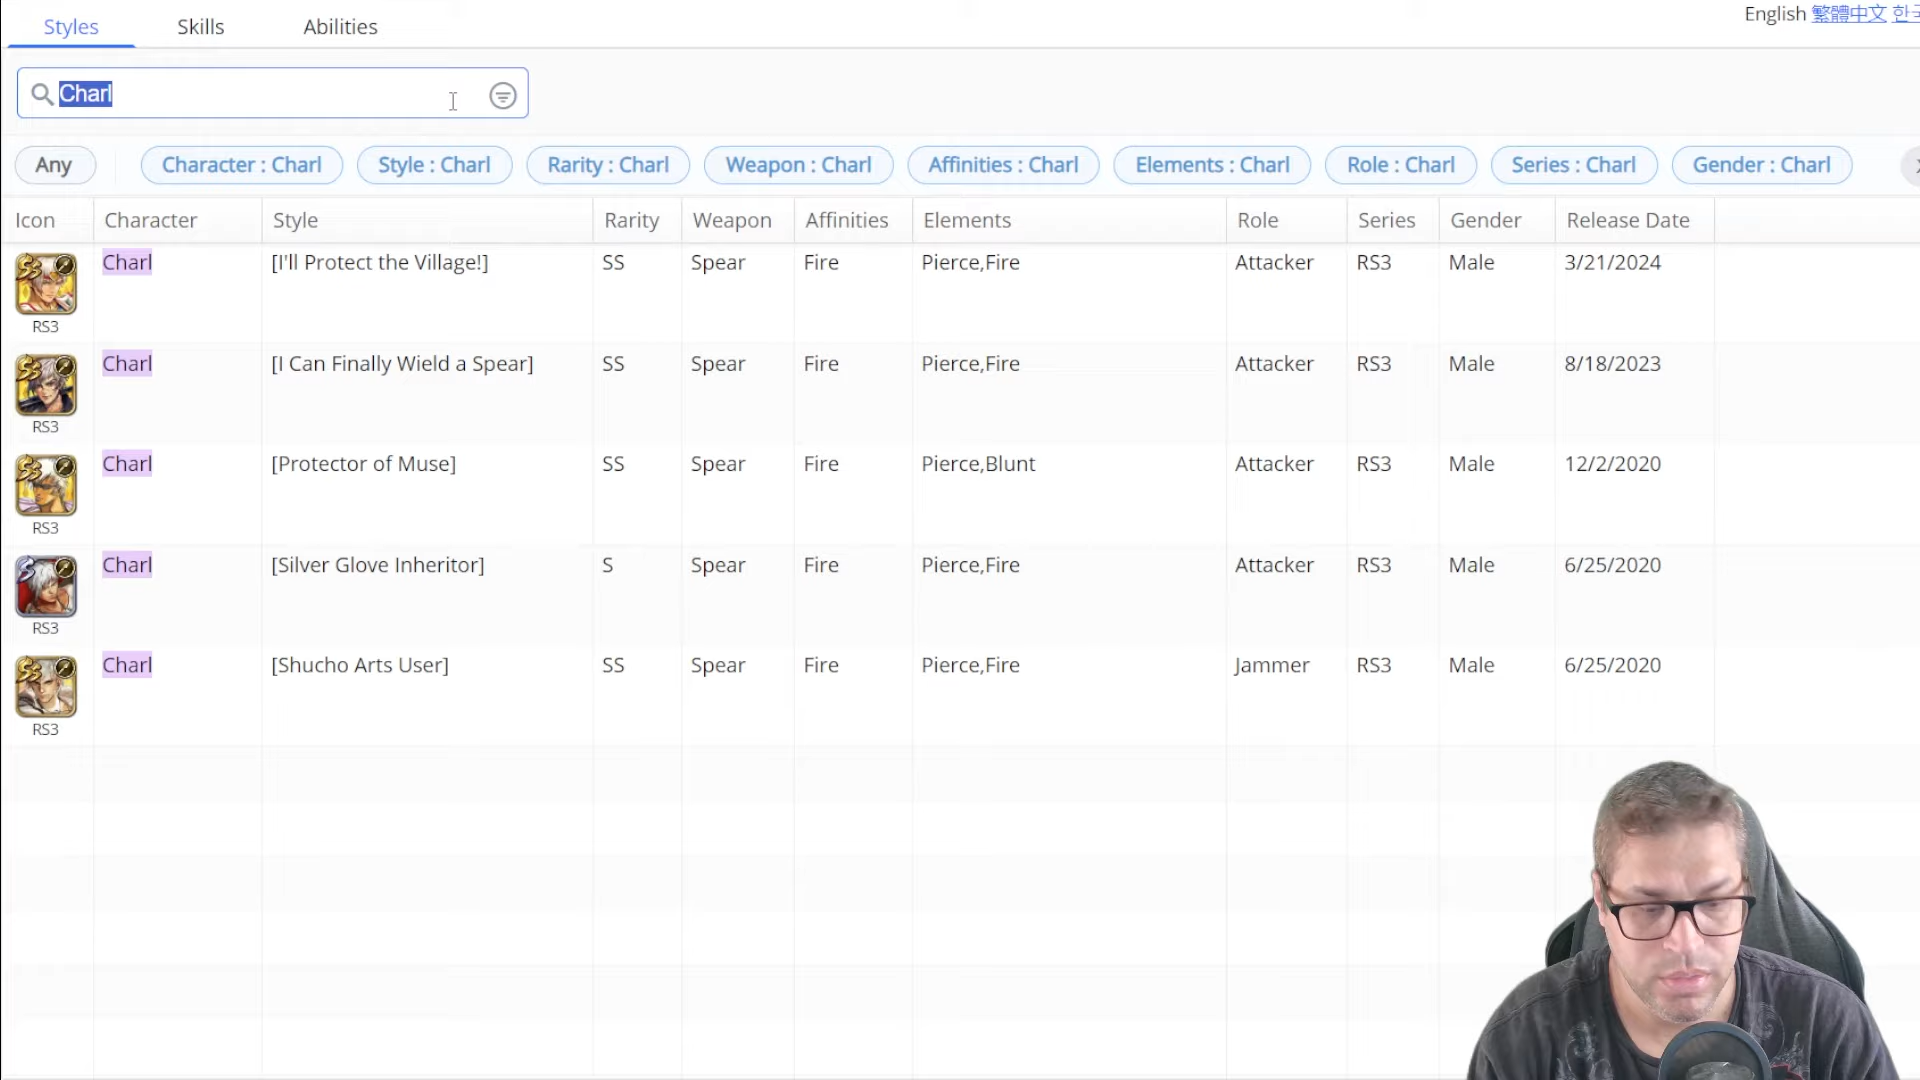 Styles Skills Abilities English 繁體中文
Charl
Any Character : Charl Style : Charl Rarity : Charl Weapon : Charl Affinities : Charl Elements : Charl Role : Charl Series : Charl Gender : Charl
Icon Character Style Rarity Weapon Affinities Elements Role Series Gender Release Date
SS Charl [I'll Protect the Village!] SS Spear Fire Pierce,Fire Attacker RS3 Male 3/21/2024
RS3
SS Charl [I Can Finally Wield a Spear] SS Spear Fire Pierce,Fire Attacker RS3 Male 8/18/2023
RS3
SS Charl [Protector of Muse] SS Spear Fire Pierce,Blunt Attacker RS3 Male 12/2/2020
RS3
S Charl [Silver Glove Inheritor] S Spear Fire Pierce,Fire Attacker RS3 Male 6/25/2020
RS3
SS Charl [Shucho Arts User] SS Spear Fire Pierce,Fire Jammer RS3 Male 6/25/2020
RS3